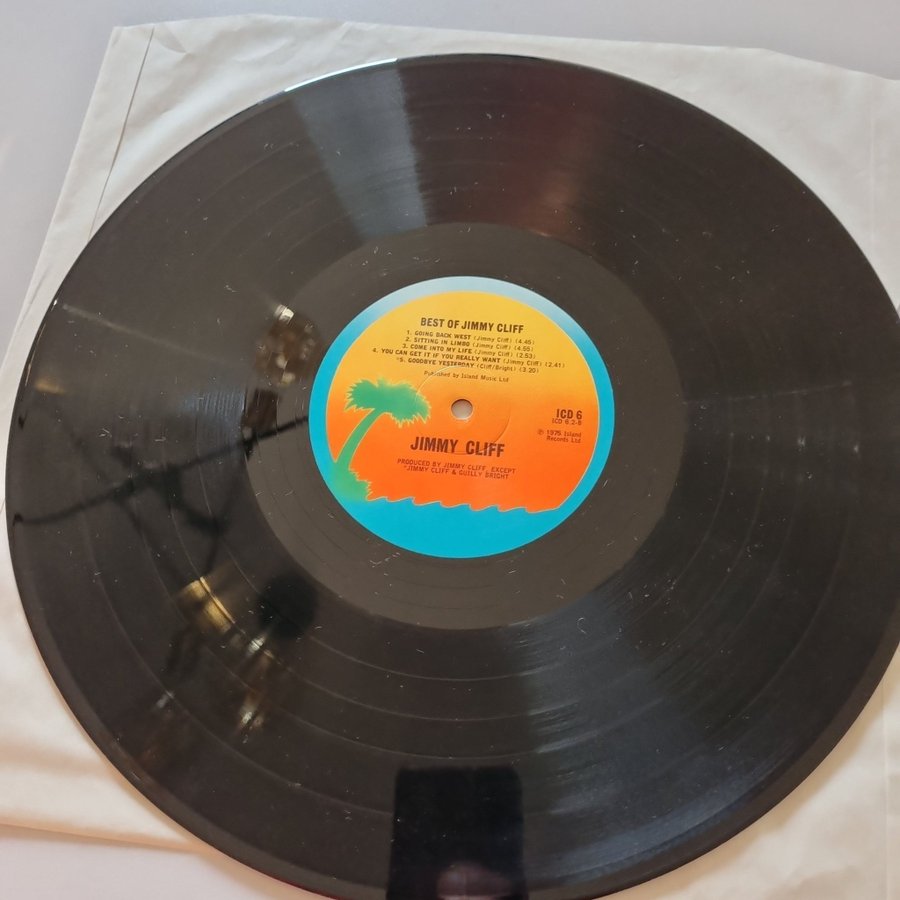 BEST OF JIMMY CLIFF
1. GOING BACK WEST (Jimmy Cliff) (4.45)
2. SITTING IN LIMBO (Jimmy Cliff) (4.55)
3. COME INTO MY LIFE (Jimmy Cliff) (2.53)
4. YOU CAN GET IT IF YOU REALLY WANT (Jimmy Cliff) (2.41)
*5. GOODBYE YESTERDAY (Cliff/Bright) (3.20)
Published by Island Music Ltd
ICD 6
ICD 6.2-B
℗ 1975 Island
Records Ltd.
JIMMY CLIFF
PRODUCED BY JIMMY CLIFF, EXCEPT
*JIMMY CLIFF & GUILLY BRIGHT